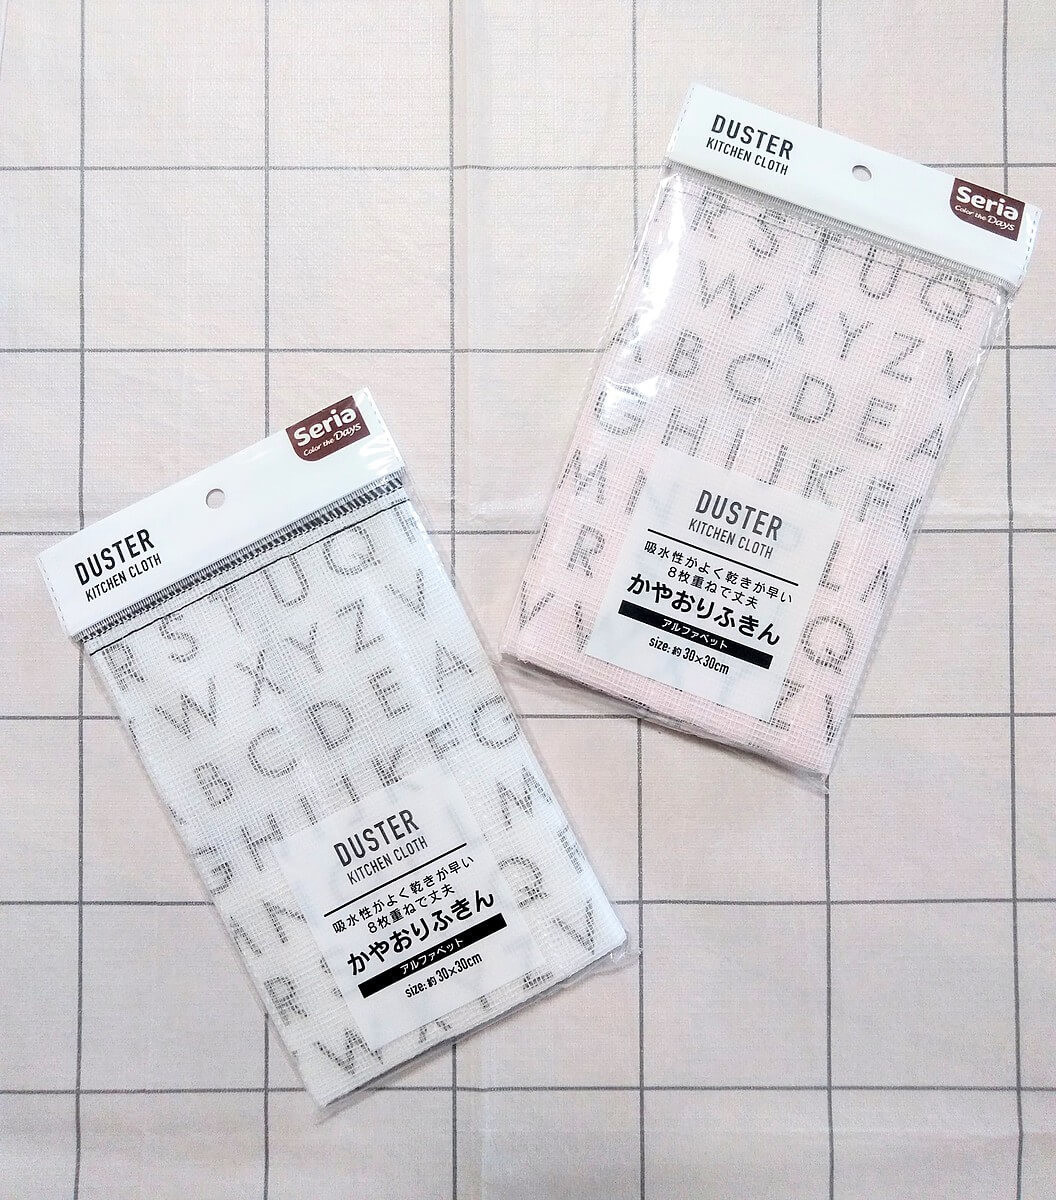 DUSTER
KITCHEN CLOTH
Seria
Color the Days
R S T U Q
W X Y Z V
A B C D E
G H I J K F A
M
R
L
Q
Z
DUSTER
KITCHEN CLOTH
吸水性がよく乾きが早い
8枚重ねで丈夫
かやおりふきん
アルファベット
size: 約30×30cm
Seria
Color the Days
DUSTER
KITCHEN CLOTH
R S T U Q
W X Y Z V
B C D E A
G H I J K F G
M
R
Q
V
W
DUSTER
KITCHEN CLOTH
吸水性がよく乾きが早い
8枚重ねで丈夫
かやおりふきん
アルファベット
size: 約30×30cm